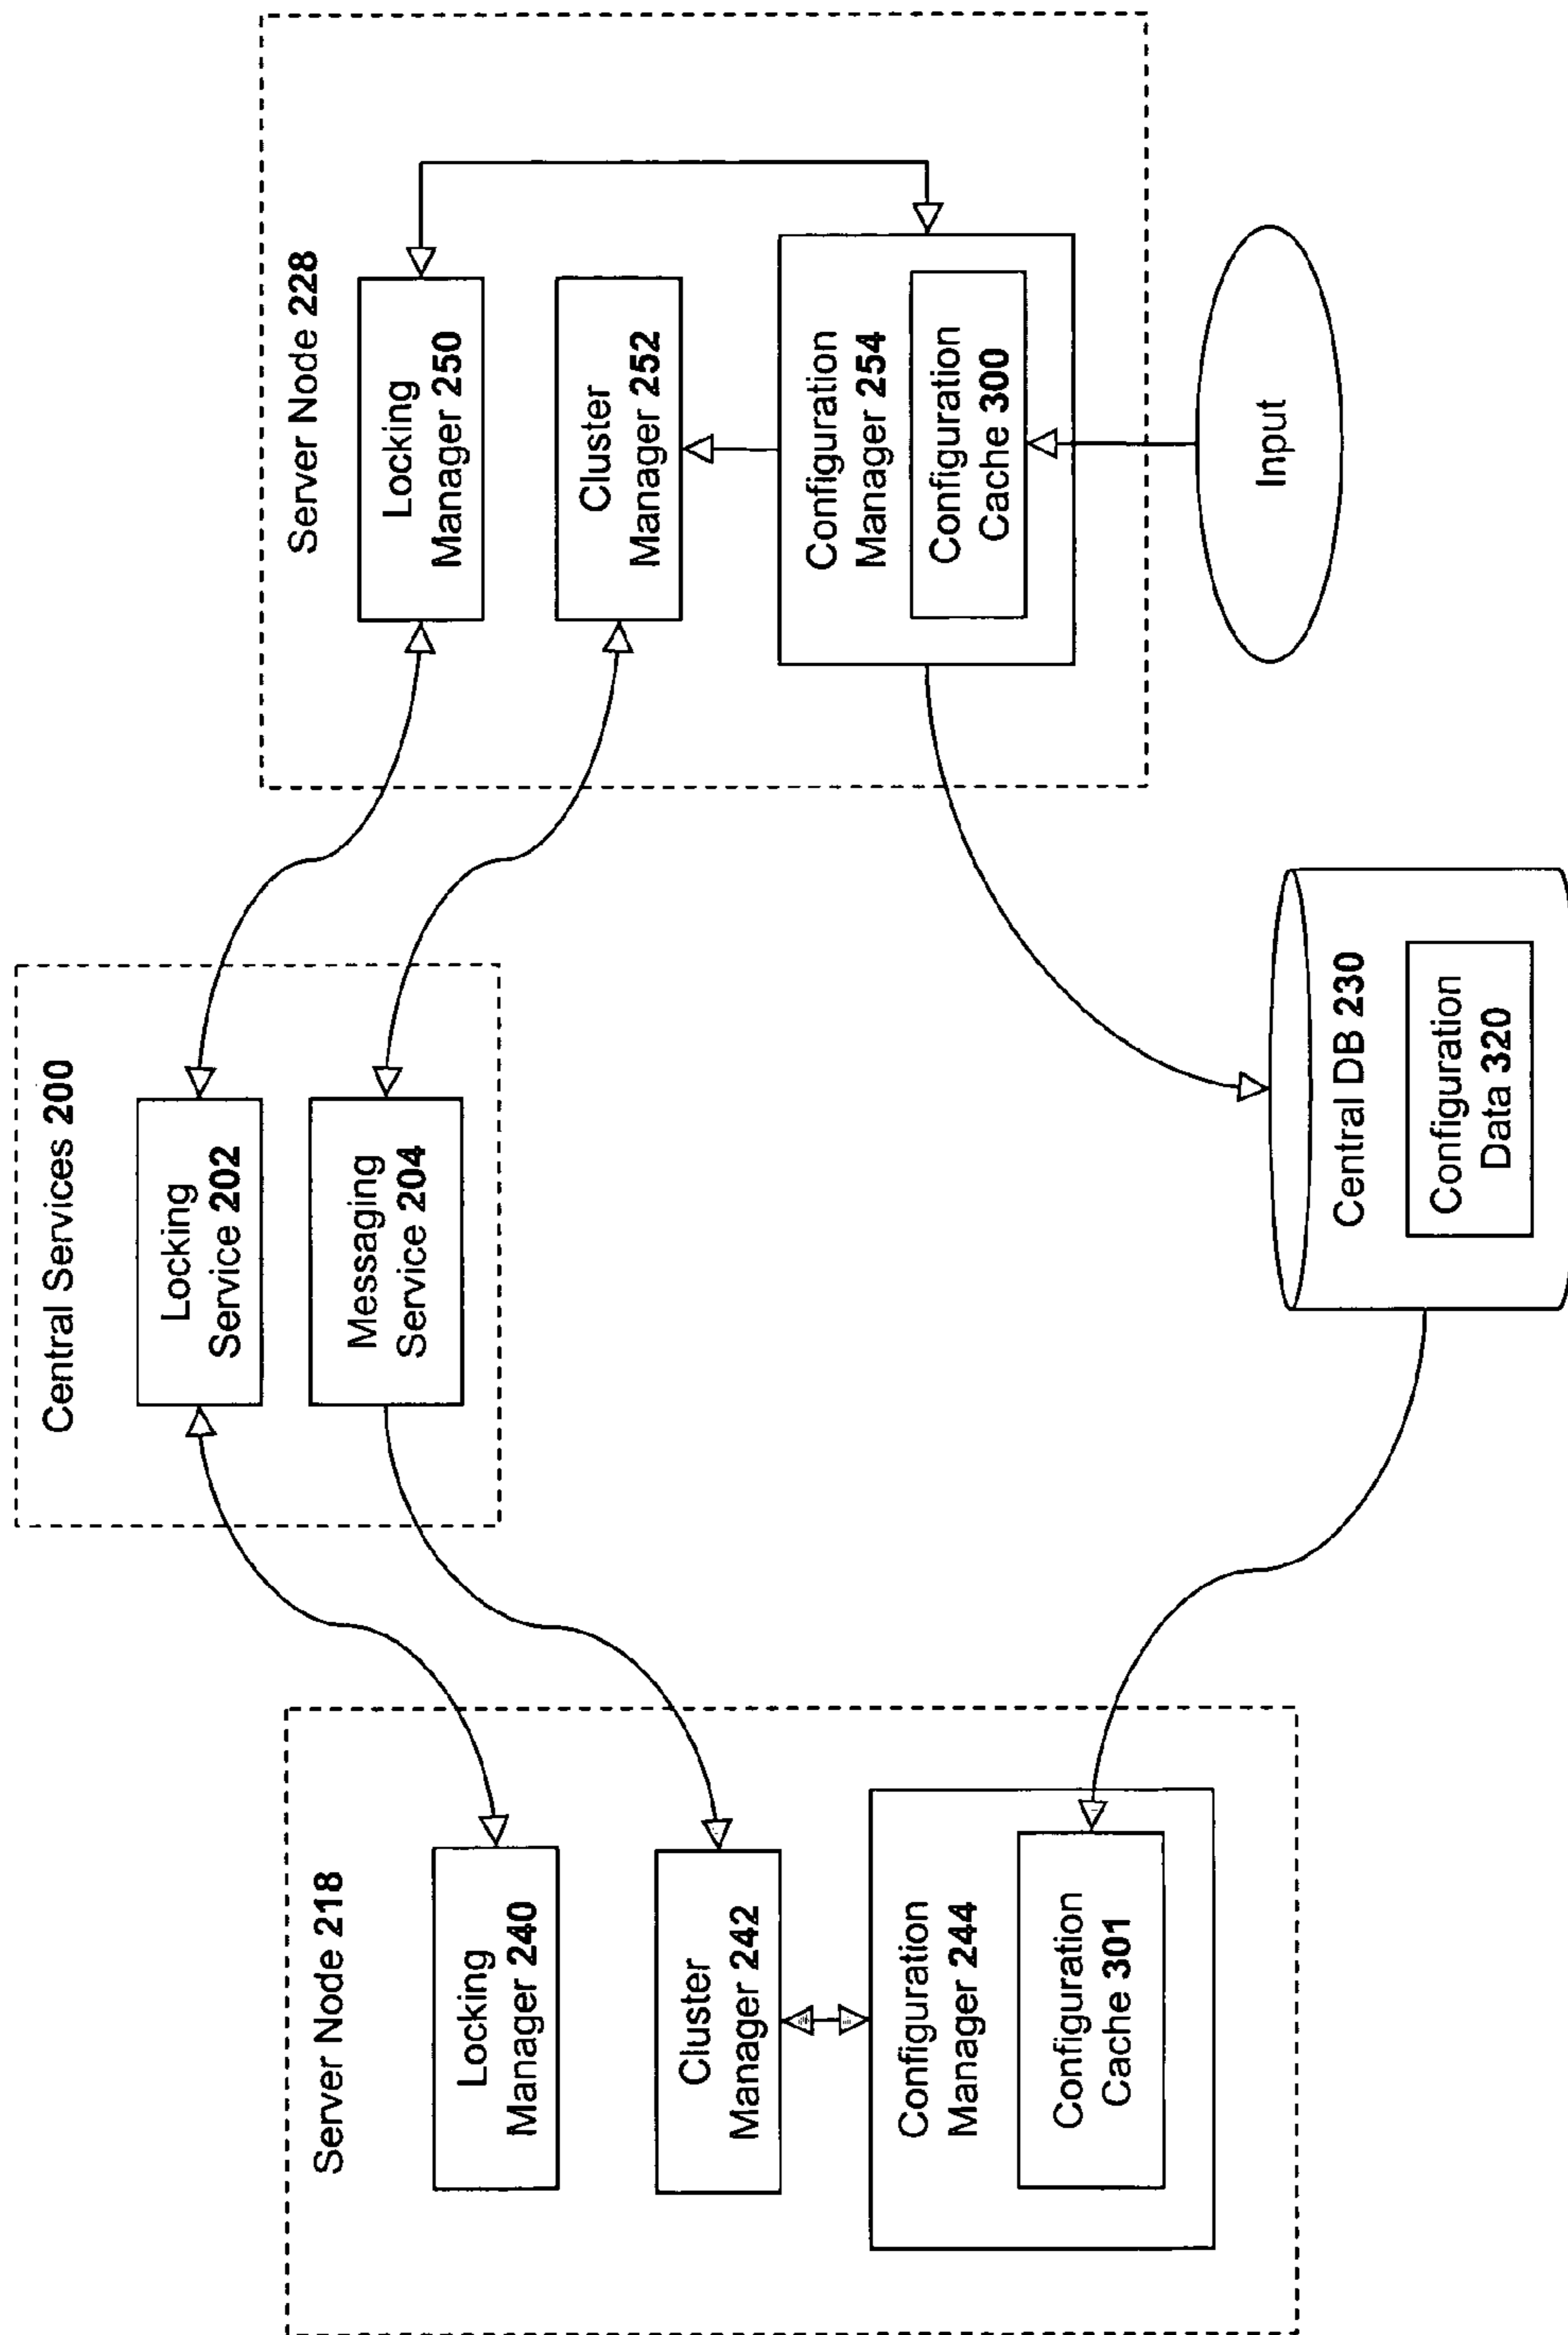 Central Services 200
Locking
Service 202
Messaging
Service 204
Server Node 218
Locking
Manager 240
Cluster
Manager 242
Configuration
Manager 244
Configuration
Cache 301
Server Node 228
Locking
Manager 250
Cluster
Manager 252
Configuration
Manager 254
Configuration
Cache 300
Central DB 230
Configuration
Data 320
Input